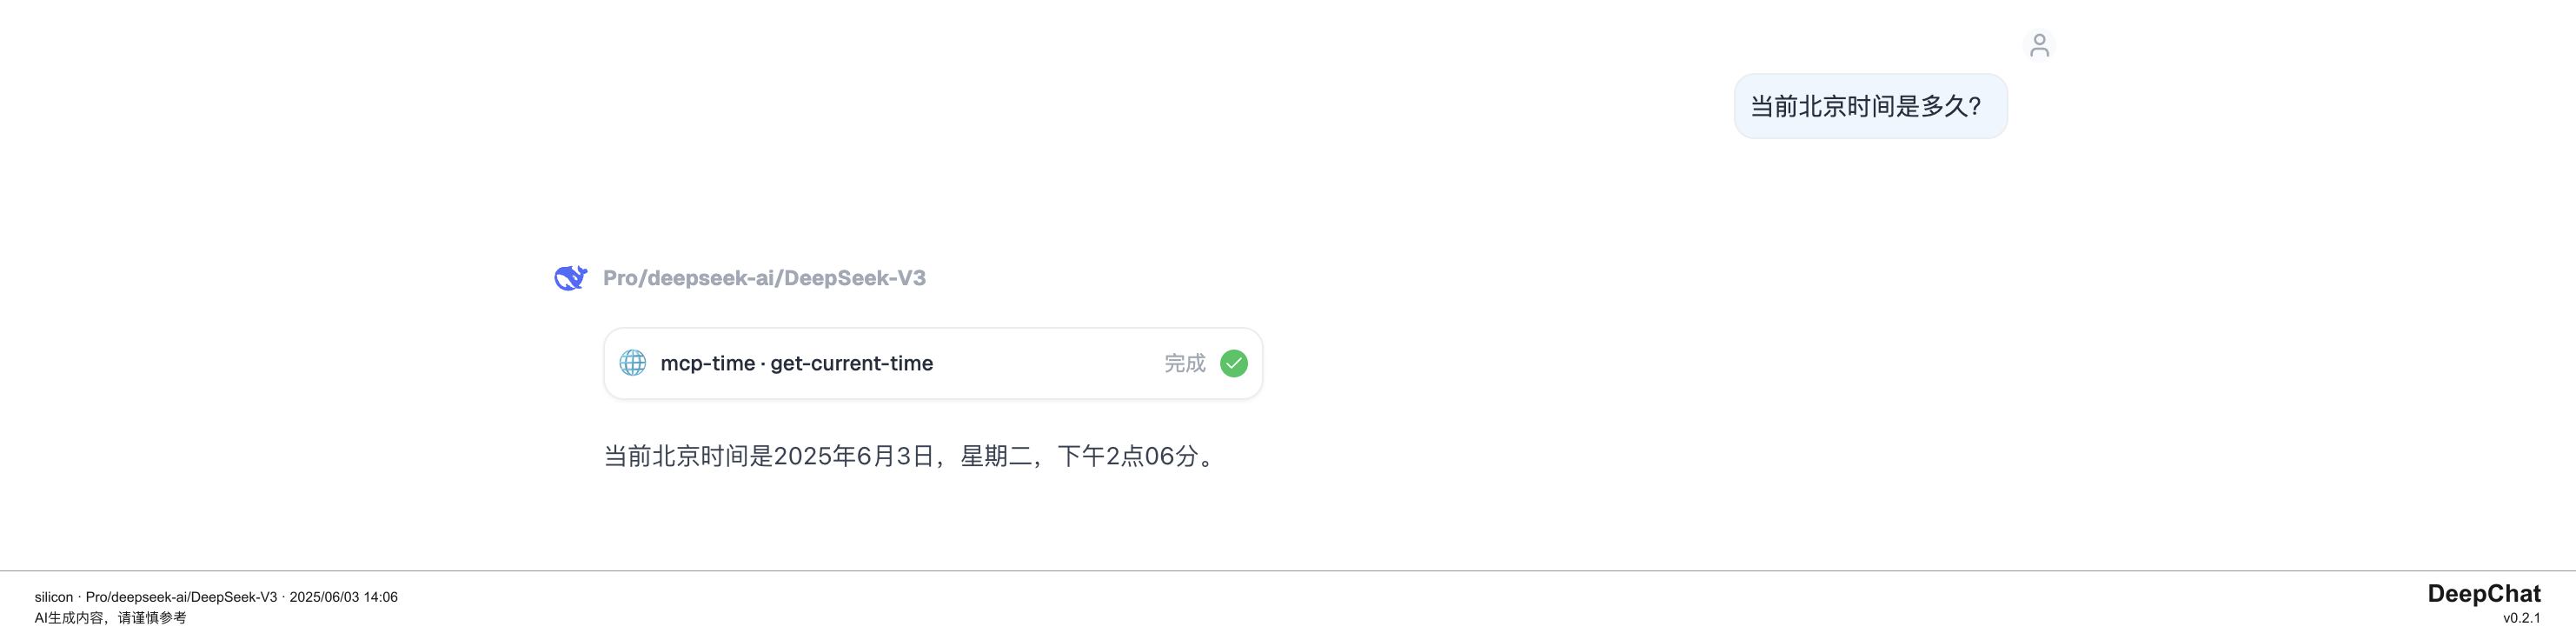 当前北京时间是多久?
Pro/deepseek-ai/DeepSeek-V3
mcp-time · get-current-time 完成
当前北京时间是2025年6月3日，星期二，下午2点06分。
silicon · Pro/deepseek-ai/DeepSeek-V3 · 2025/06/03 14:06
AI生成内容，请谨慎参考
DeepChat
v0.2.1